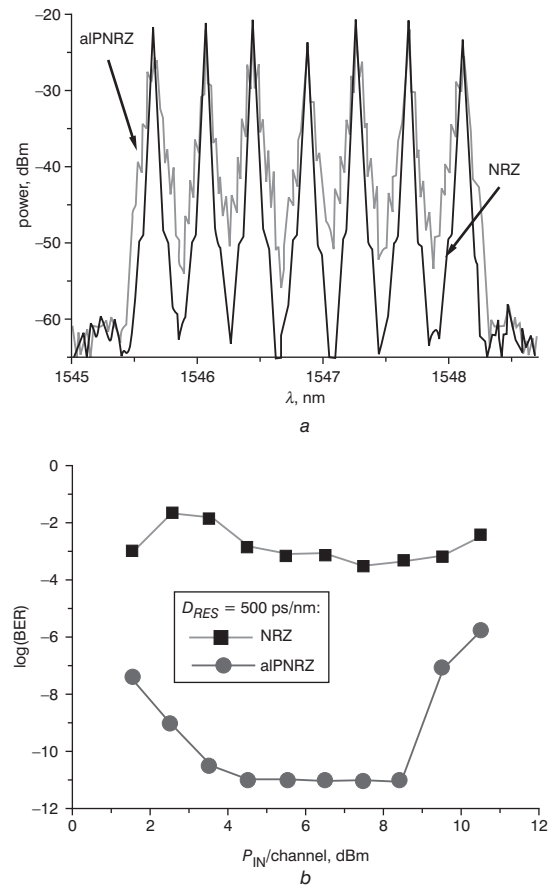 −20
−30
−40
−50
−60
power, dBm
alPNRZ
NRZ
1545
1546
1547
1548
λ, nm
a
0
−2
−4
−6
−8
−10
−12
log(BER)
D_RES = 500 ps/nm:
NRZ
alPNRZ
0
2
4
6
8
10
12
P_IN/channel, dBm
b